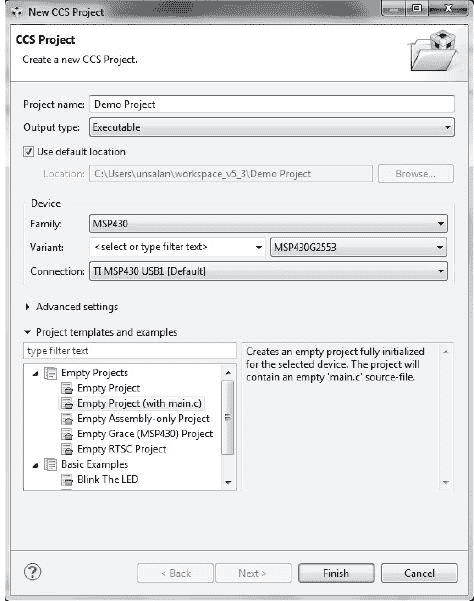 New CCS Project
CCS Project
Create a new CCS Project.
Project name: Demo Project
Output type: Executable
Use default location
Location: C:\Users\unsalan\workspace_v5_3\Demo Project Browse...
Device
Family: MSP430
Variant: <select or type filter text> MSP430G2553
Connection: TI MSP430 USB1 [Default]
Advanced settings
Project templates and examples
type filter text
Empty Projects
Empty Project
Empty Project (with main.c)
Empty Assembly-only Project
Empty Grace (MSP430) Project
Empty RTSC Project
Basic Examples
Blink The LED
Creates an empty project fully initialized
for the selected device. The project will
contain an empty 'main.c' source-file.
? < Back Next > Finish Cancel